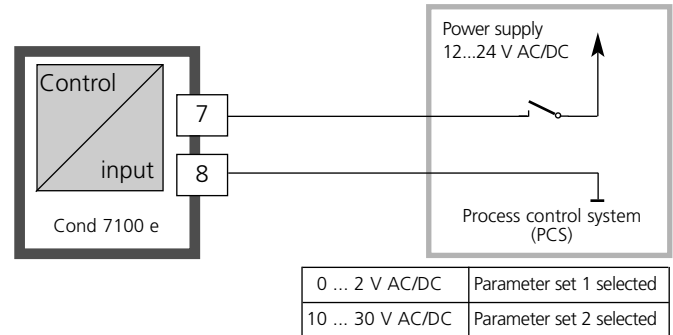 Power supply
12...24 V AC/DC
Control
input
7
8
Cond 7100 e
Process control system
(PCS)
0 ... 2 V AC/DC Parameter set 1 selected
10 ... 30 V AC/DC Parameter set 2 selected